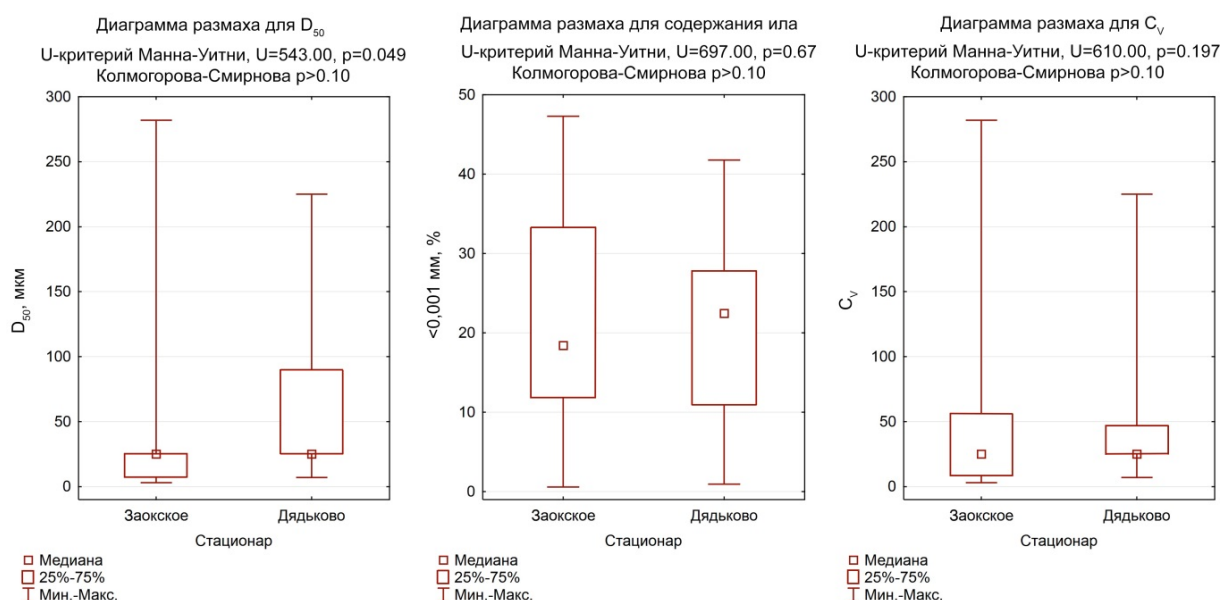 Диаграмма размаха для D50
U-критерий Манна-Уитни, U=543.00, p=0.049
Колмогорова-Смирнова p>0.10
300
250
200
150
100
50
0
D50, мкм
Заокское Дядьково
Стационар
Медиана
25%-75%
Мин.-Макс.
Диаграмма размаха для содержания ила
U-критерий Манна-Уитни, U=697.00, p=0.67
Колмогорова-Смирнова p>0.10
50
40
30
20
10
0
<0,001 мм, %
Заокское Дядьково
Стационар
Медиана
25%-75%
Мин.-Макс.
Диаграмма размаха для CV
U-критерий Манна-Уитни, U=610.00, p=0.197
Колмогорова-Смирнова p>0.10
300
250
200
150
100
50
0
CV
Заокское Дядьково
Стационар
Медиана
25%-75%
Мин.-Макс.